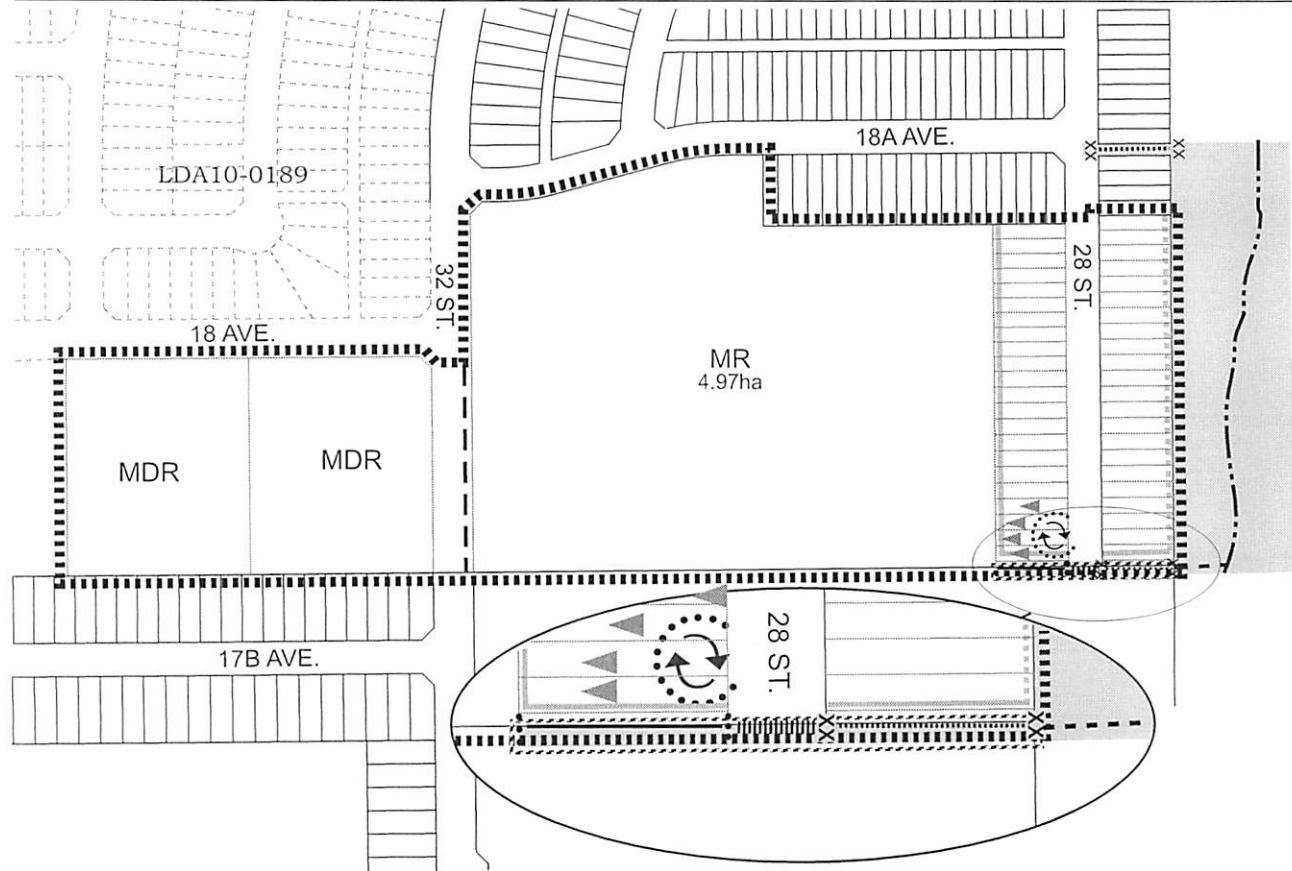 18A AVE.
LDA10-0189
32 ST.
28 ST.
18 AVE.
MR
4.97ha
MDR
MDR
28 ST.
17B AVE.